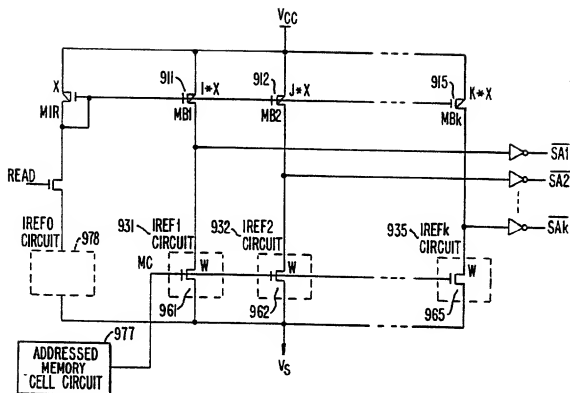 VCC
X
MIR
911
I*X
MB1
912
J*X
MB2
915
K*X
MBk
SA1
SA2
SAk
READ
IREF0
CIRCUIT
978
931
IREF1
CIRCUIT
932
IREF2
CIRCUIT
935
IREFk
CIRCUIT
MC
W
W
W
961
962
965
977
ADDRESSED
MEMORY
CELL CIRCUIT
VS